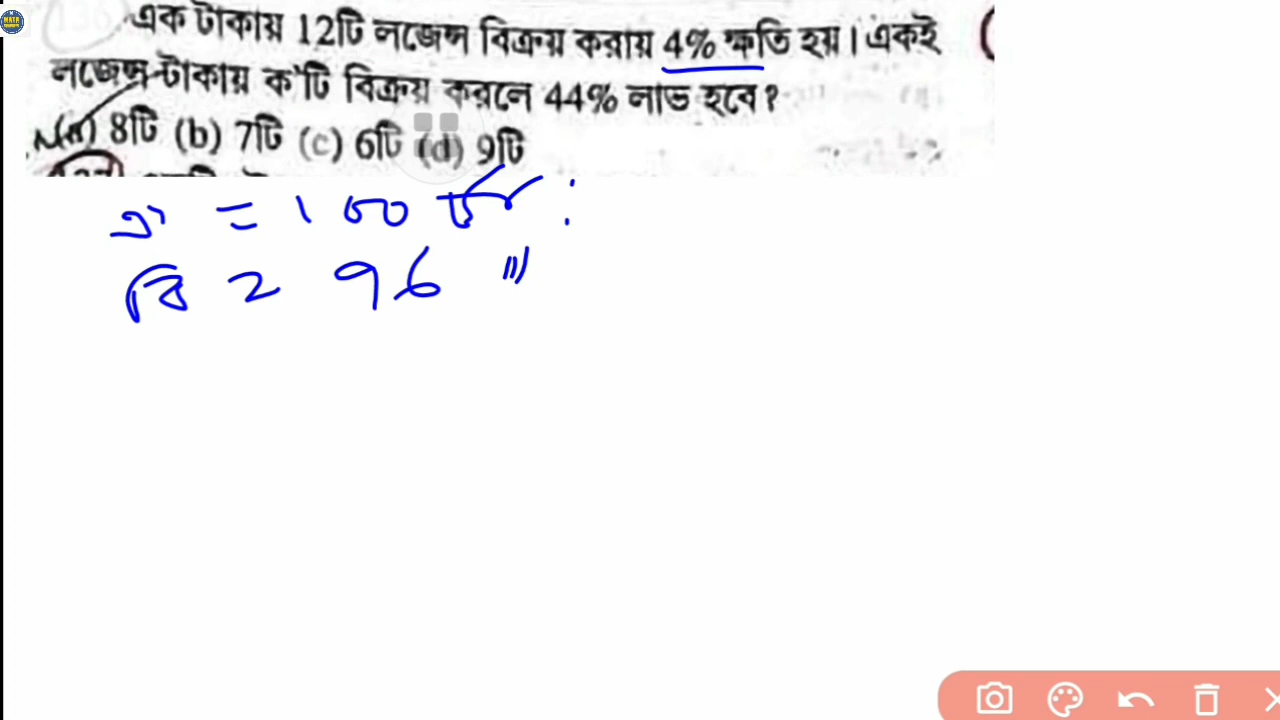 এক টাকায় 12টি লজেন্স বিক্রয় করায় 4% ক্ষতি হয়। একই
লজেন্স টাকায় ক'টি বিক্রয় করলে 44% লাভ হবে?
(a) 8টি (b) 7টি (c) 6টি (d) 9টি
= 100
বি = 96 "